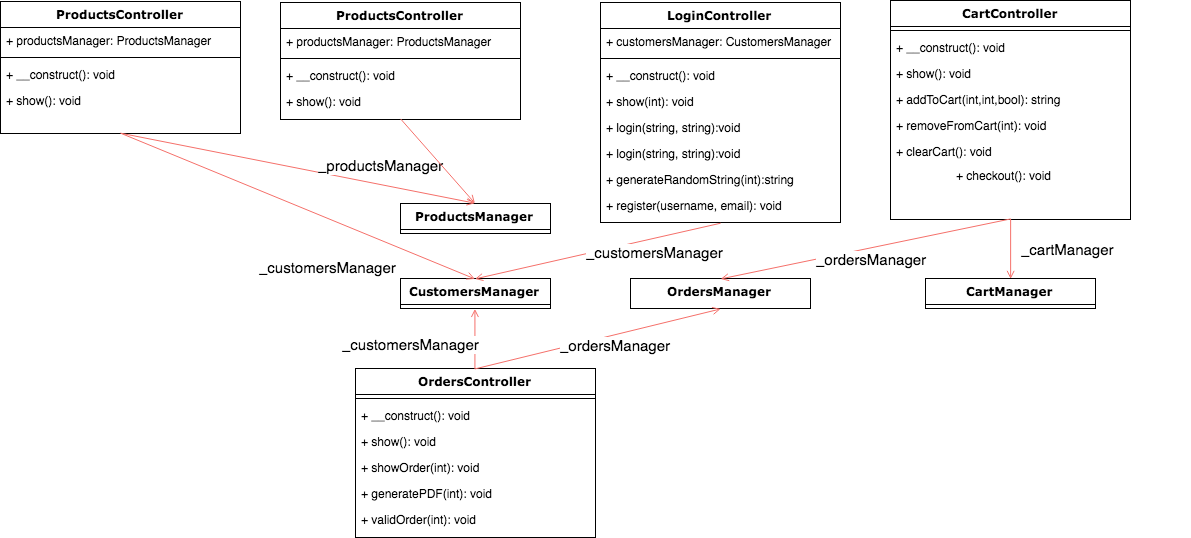 ProductsController
+ productsManager: ProductsManager
+ __construct(): void
+ show(): void
ProductsController
+ productsManager: ProductsManager
+ __construct(): void
+ show(): void
LoginController
+ customersManager: CustomersManager
+ __construct(): void
+ show(int): void
+ login(string, string):void
+ login(string, string):void
+ generateRandomString(int):string
+ register(username, email): void
CartController
+ __construct(): void
+ show(): void
+ addToCart(int,int,bool): string
+ removeFromCart(int): void
+ clearCart(): void
+ checkout(): void
_productsManager
ProductsManager
_customersManager
_customersManager
_ordersManager
_cartManager
CustomersManager
OrdersManager
CartManager
_customersManager
_ordersManager
OrdersController
+ __construct(): void
+ show(): void
+ showOrder(int): void
+ generatePDF(int): void
+ validOrder(int): void